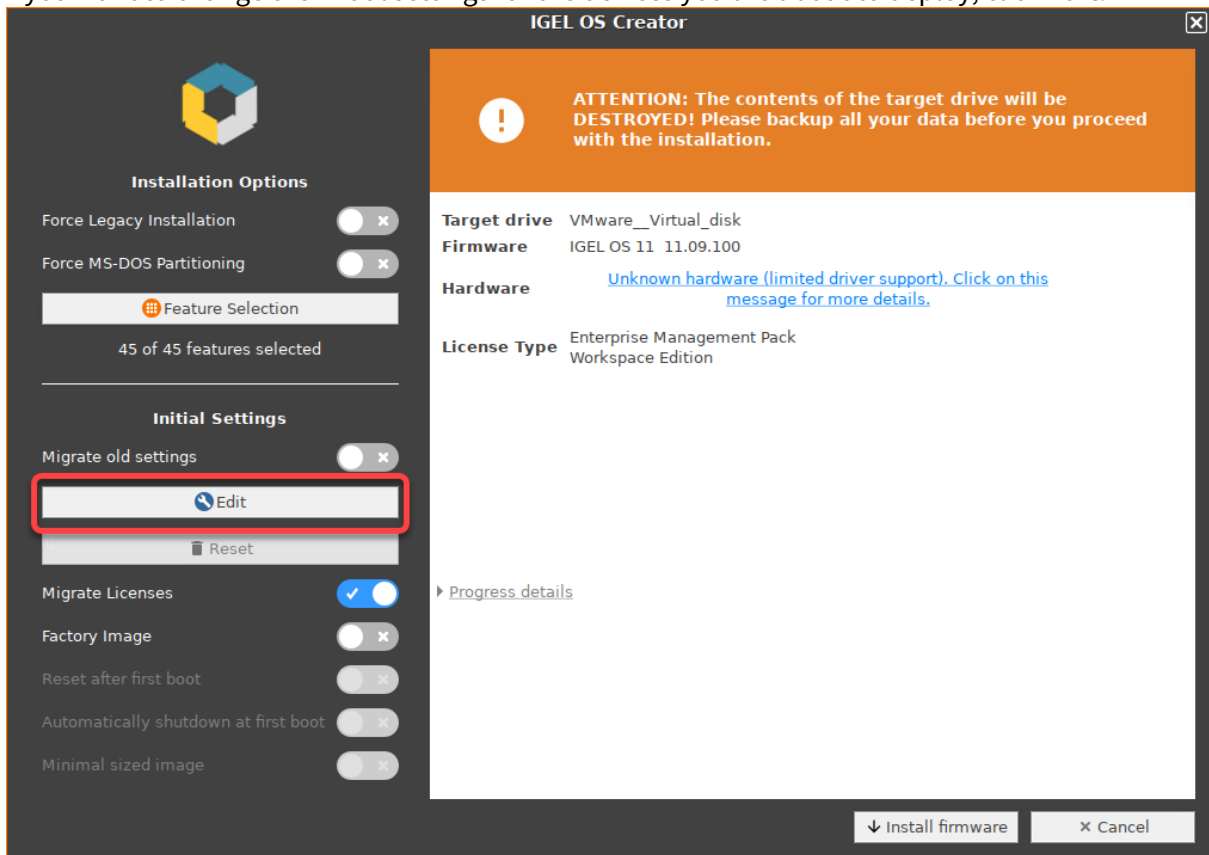 IGEL OS Creator
ATTENTION: The contents of the target drive will be
DESTROYED! Please backup all your data before you proceed
with the installation.
Installation Options
Force Legacy Installation
Force MS-DOS Partitioning
Feature Selection
45 of 45 features selected
Initial Settings
Migrate old settings
Edit
Reset
Migrate Licenses
Factory Image
Reset after first boot
Automatically shutdown at first boot
Minimal sized image
Target drive VMware__Virtual_disk
Firmware IGEL OS 11 11.09.100
Hardware Unknown hardware (limited driver support). Click on this
message for more details.
License Type Enterprise Management Pack
Workspace Edition
Progress details
Install firmware
Cancel